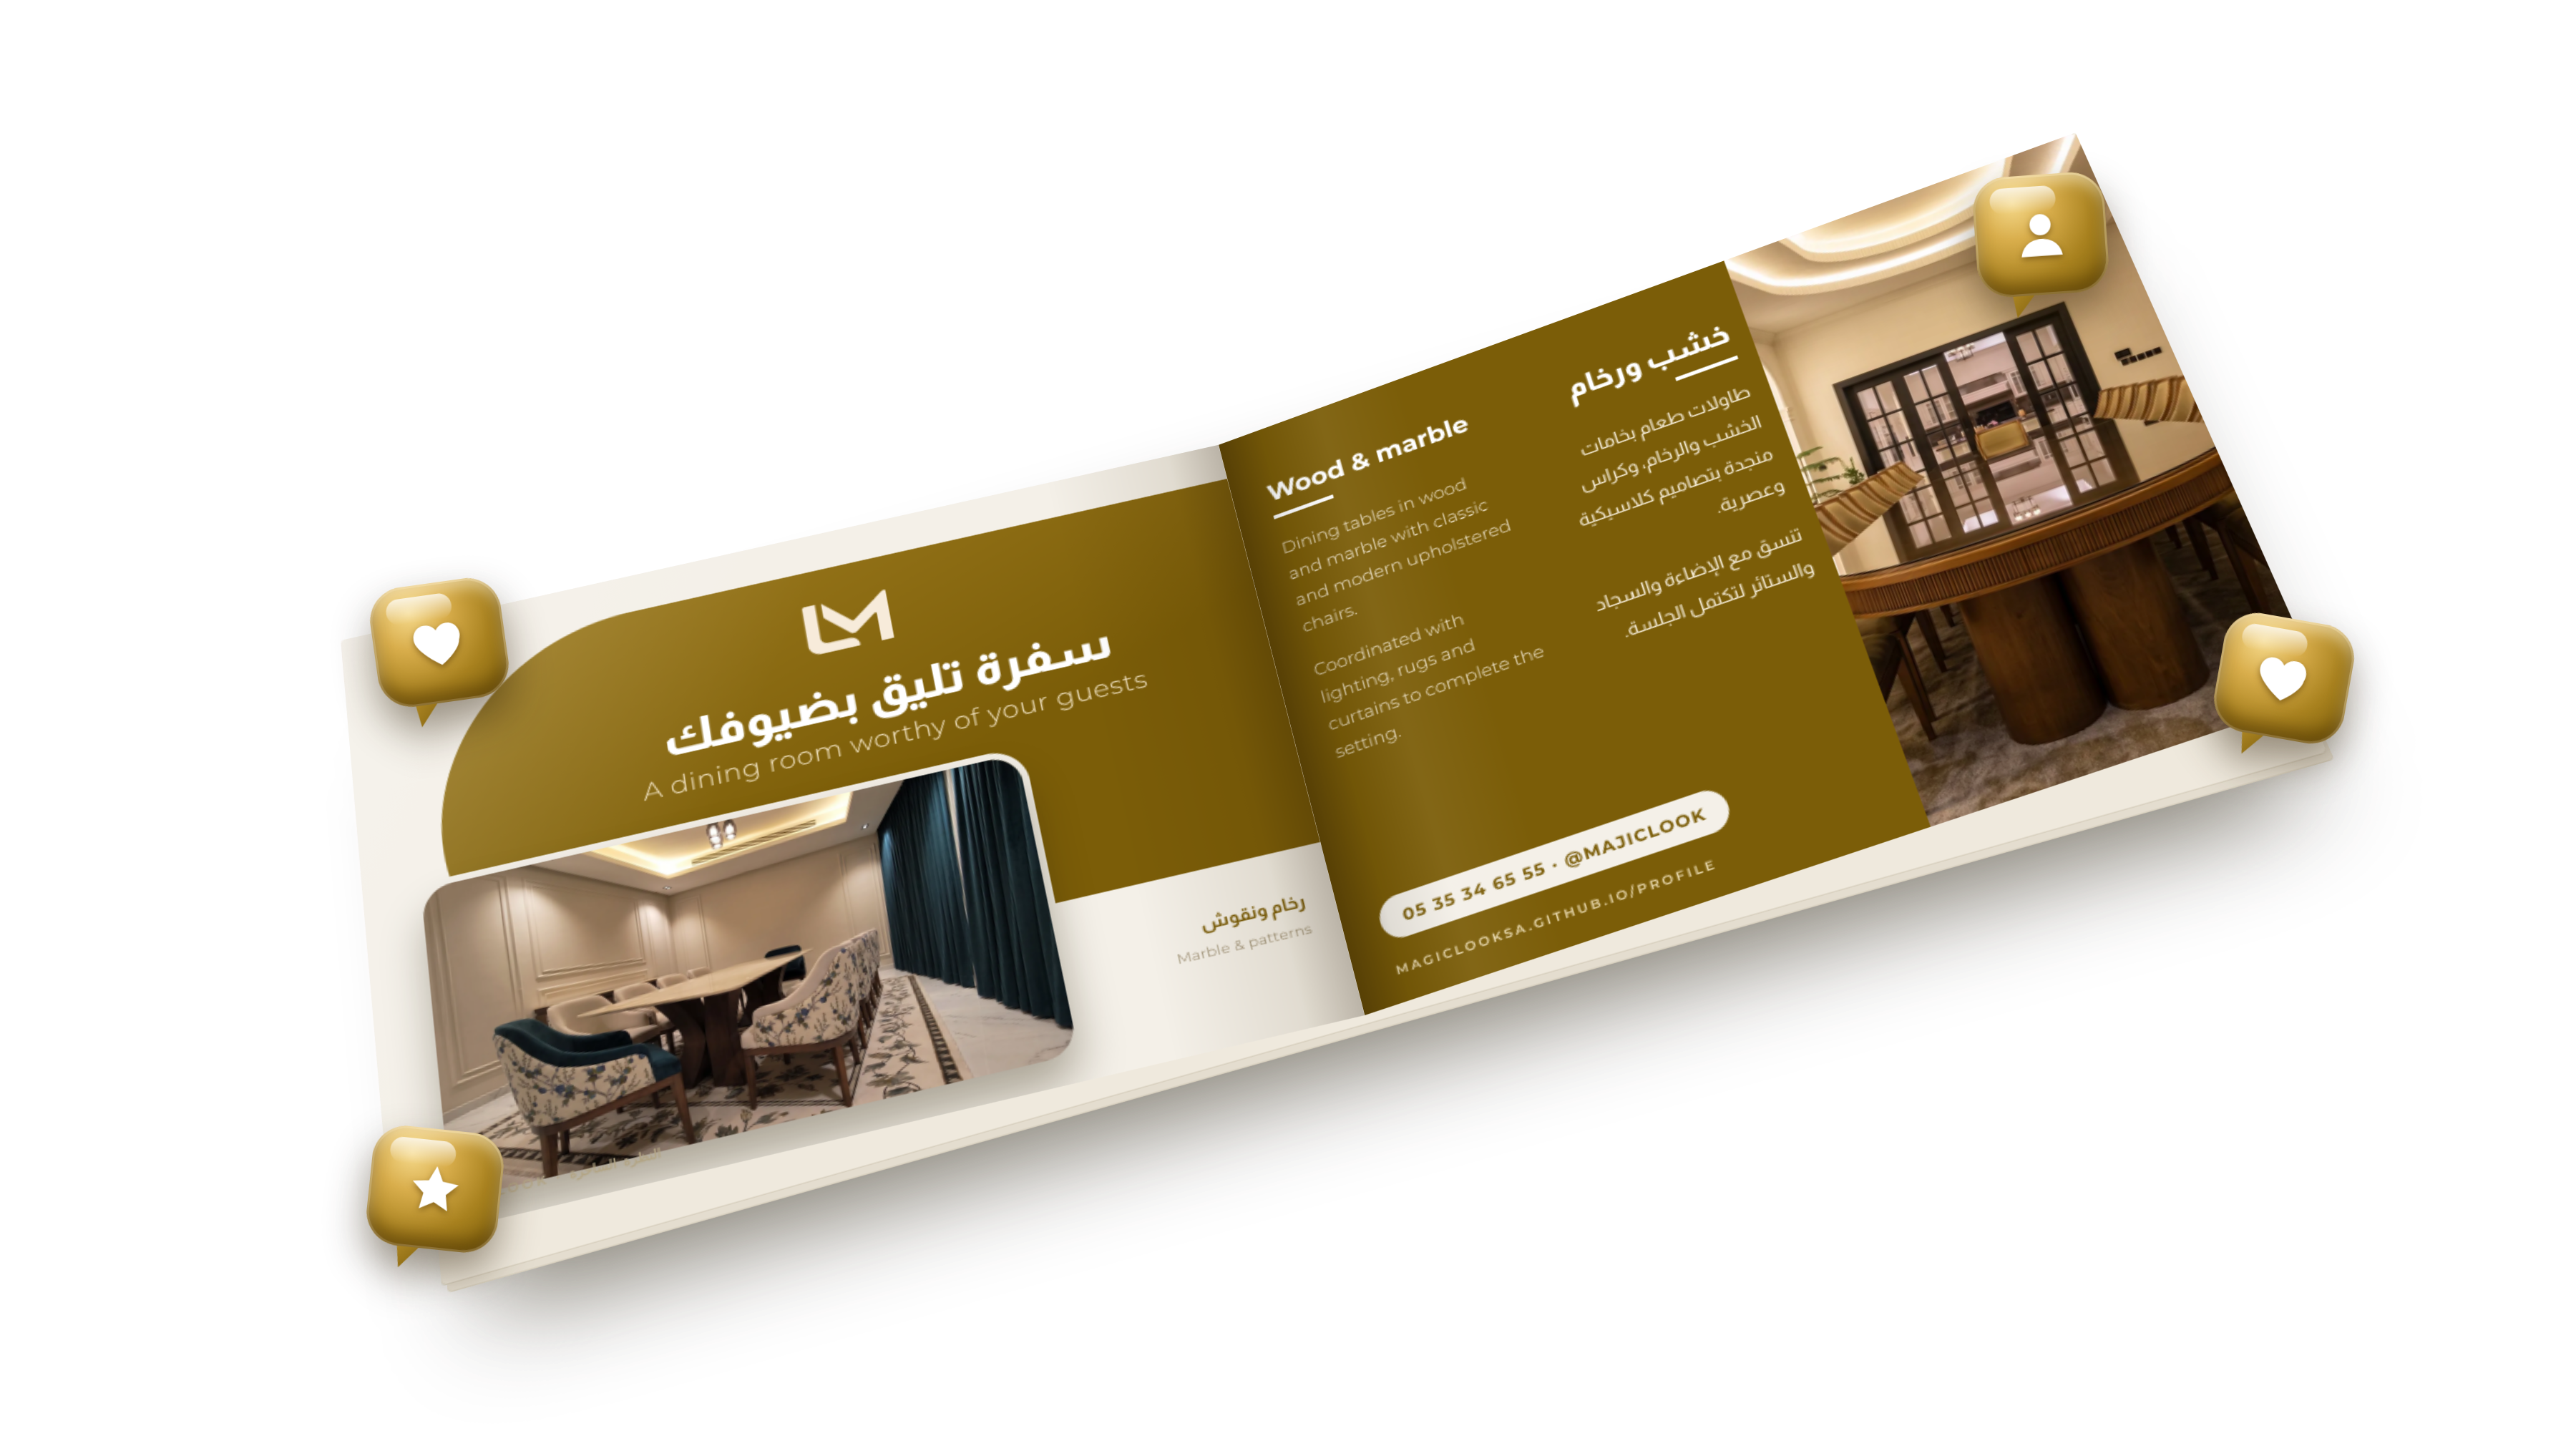 LM
سفرة تليق بضيوفك
A dining room worthy of your guests
رخام ونقوش
Marble & patterns
Wood & marble
Dining tables in wood
and marble with classic
and modern upholstered
chairs.
Coordinated with
lighting, rugs and
curtains to complete the
setting.
خشب ورخام
طاولات طعام بخامات
الخشب والرخام، وكراس
منجدة بتصاميم كلاسيكية
وعصرية.
تتسق مع الإضاءة والسجاد
والستائر لتكتمل الجلسة.
05 35 34 65 55 · @MAJICLOOK
MAGICLOOKSA.GITHUB.IO/PROFILE